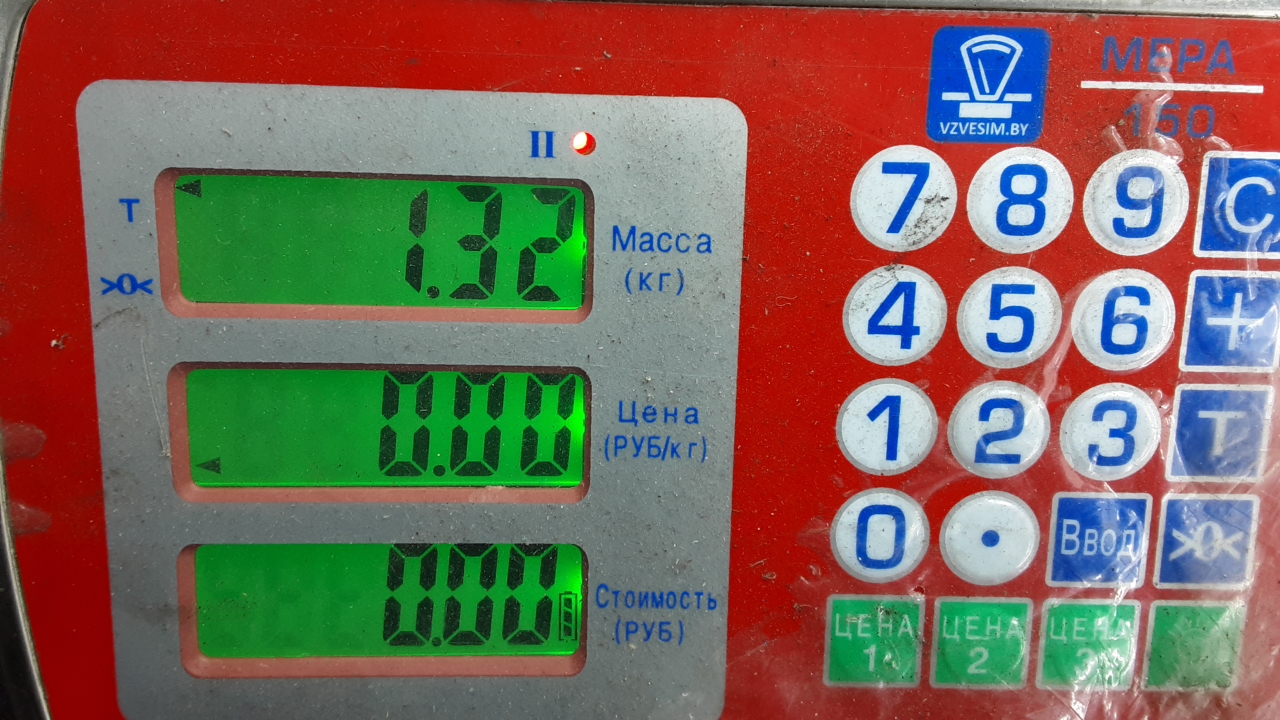 VZVESIM.BY
МЕРА
150
II
T
>0<
1.32
Масса
(кг)
0.00
Цена
(РУБ/кг)
0.00
Стоимость
(РУБ)
7 8 9 C
4 5 6 +
1 2 3 T
0 . Ввод >0<
ЦЕНА 1
ЦЕНА 2
ЦЕНА 3